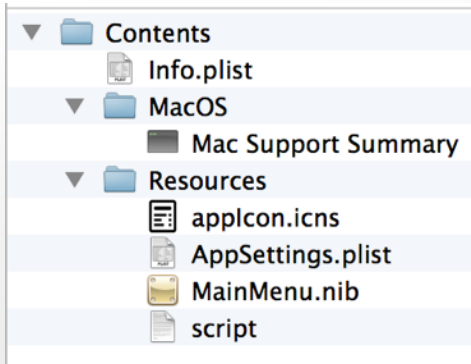 Contents
Info.plist
MacOS
Mac Support Summary
Resources
appIcon.icns
AppSettings.plist
MainMenu.nib
script